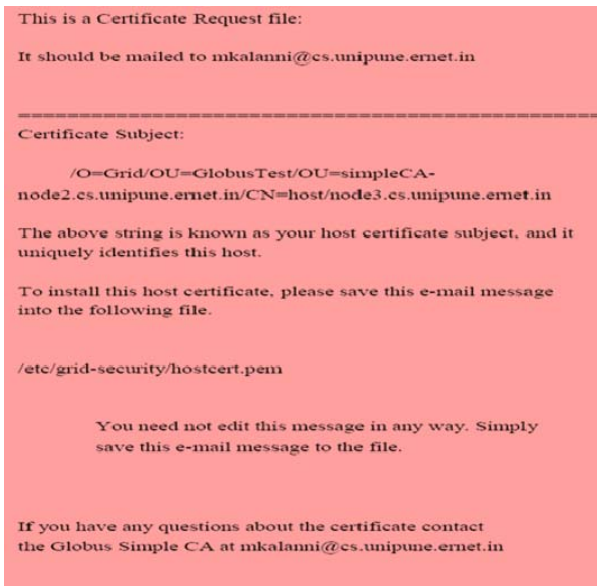 This is a Certificate Request file:
It should be mailed to mkalanni@cs.unipune.ernet.in
==================================================
Certificate Subject:
/O=Grid/OU=GlobusTest/OU=simpleCA-
node2.cs.unipune.ernet.in/CN=host/node3.cs.unipune.ernet.in
The above string is known as your host certificate subject, and it
uniquely identifies this host.
To install this host certificate, please save this e-mail message
into the following file.
/etc/grid-security/hostcert.pem
You need not edit this message in any way. Simply
save this e-mail message to the file.
If you have any questions about the certificate contact
the Globus Simple CA at mkalanni@cs.unipune.ernet.in